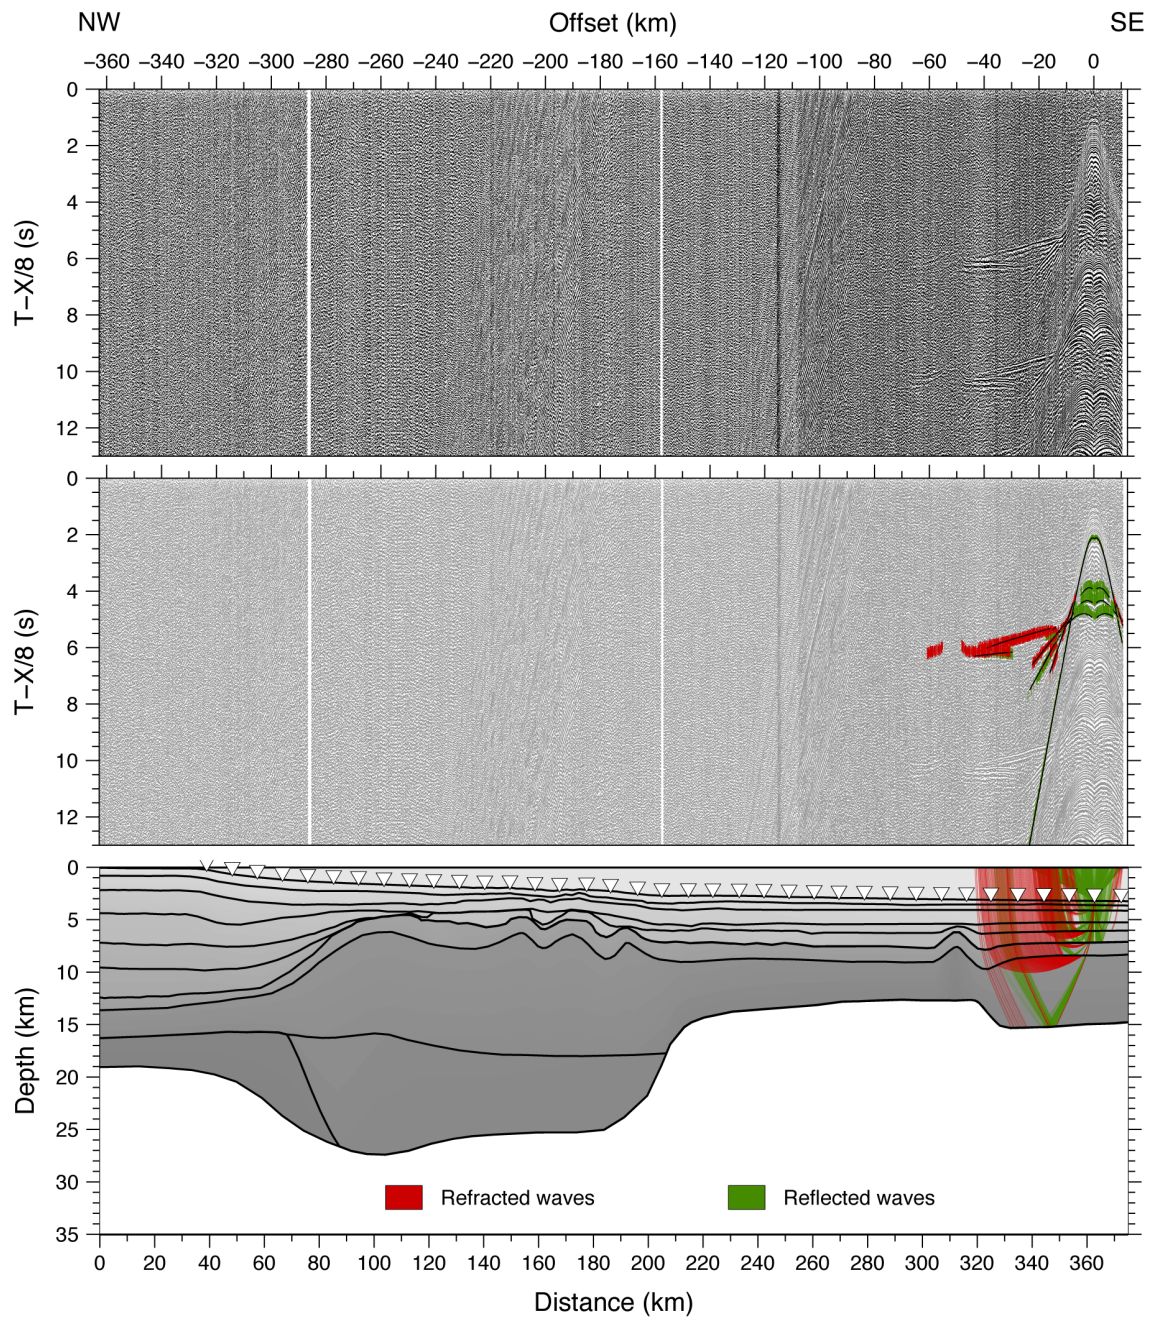 NW Offset (km) SE
−360 −340 −320 −300 −280 −260 −240 −220 −200 −180 −160 −140 −120 −100 −80 −60 −40 −20 0
0
2
4
6
8
10
12
T−X/8 (s)
0
2
4
6
8
10
12
T−X/8 (s)
0
5
10
15
20
25
30
35
Depth (km)
Refracted waves Reflected waves
0 20 40 60 80 100 120 140 160 180 200 220 240 260 280 300 320 340 360
Distance (km)